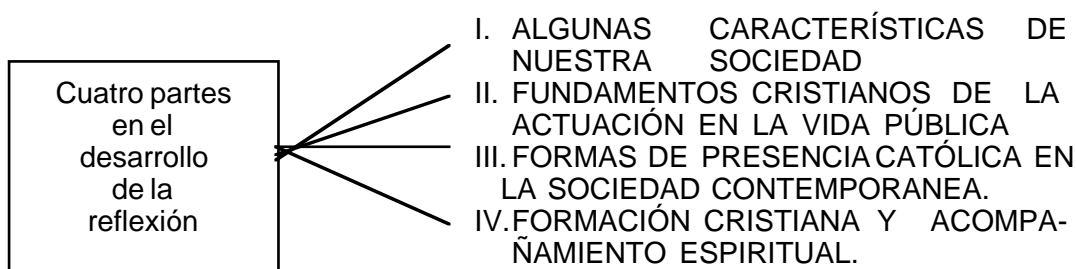 Cuatro partes
en el
desarrollo
de la
reflexión
I. ALGUNAS CARACTERÍSTICAS DE
NUESTRA SOCIEDAD
II. FUNDAMENTOS CRISTIANOS DE LA
ACTUACIÓN EN LA VIDA PÚBLICA
III. FORMAS DE PRESENCIA CATÓLICA EN
LA SOCIEDAD CONTEMPORANEA.
IV. FORMACIÓN CRISTIANA Y ACOMPA-
ÑAMIENTO ESPIRITUAL.